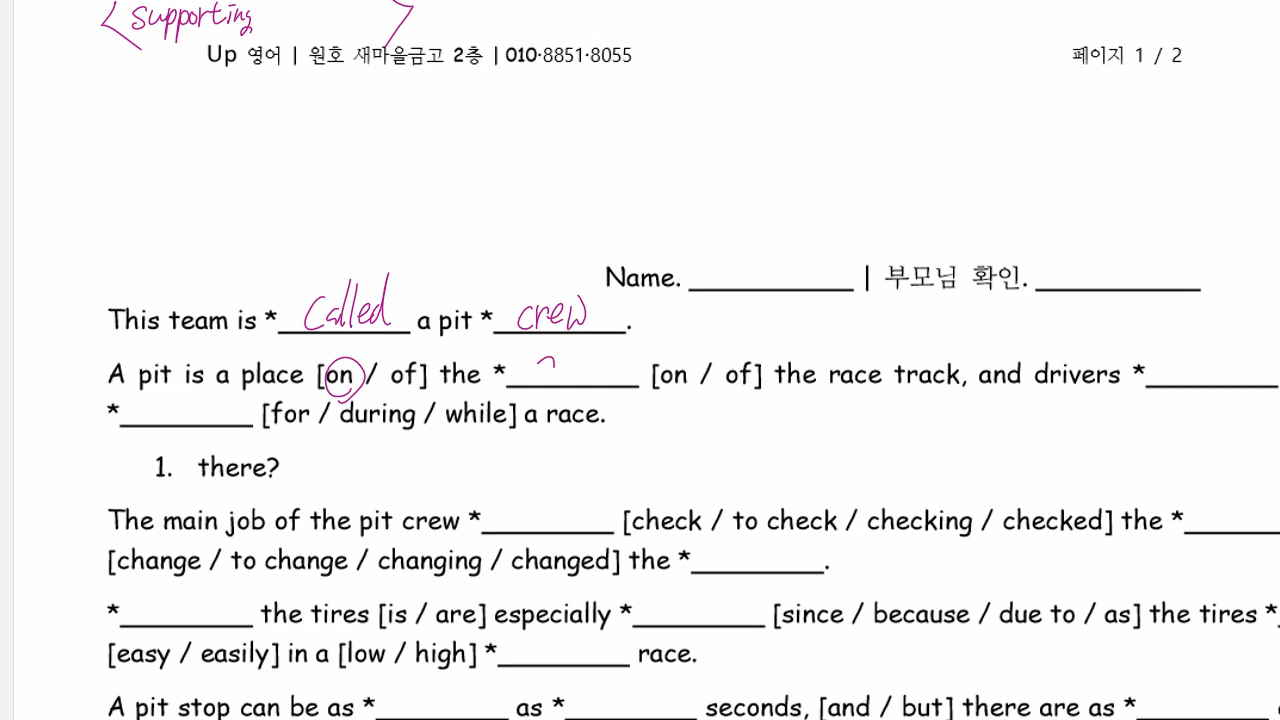 supporting
Up 영어 | 원호 새마을금고 2층 | 010·8851·8055 페이지 1 / 2
Name. __________ | 부모님 확인. __________
This team is *called a pit *crew.
A pit is a place [on / of] the *________ [on / of] the race track, and drivers *________
*________ [for / during / while] a race.
1. there?
The main job of the pit crew *________ [check / to check / checking / checked] the *________
[change / to change / changing / changed] the *________.
*________ the tires [is / are] especially *________ [since / because / due to / as] the tires *
[easy / easily] in a [low / high] *________ race.
A pit stop can be as *________ as *________ seconds, [and / but] there are as *________